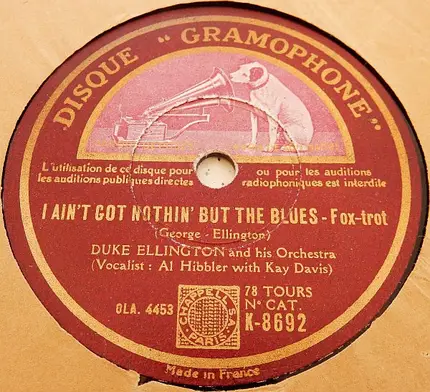 DISQUE "GRAMOPHONE"
L'utilisation de ce disque pour
les auditions publiques directes
ou pour les auditions
radiophoniques est interdite
I AIN'T GOT NOTHIN' BUT THE BLUES - Fox-trot
(George - Ellington)
DUKE ELLINGTON and his Orchestra
(Vocalist : Al Hibbler with Kay Davis)
OLA. 4453
CHAPPELL S.A.
PARIS
78 TOURS
N° CAT.
K-8692
Made in France